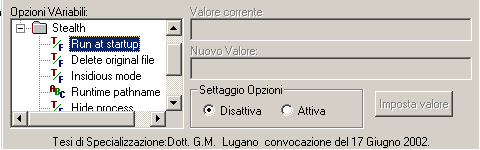 Opzioni VAriabili:
Stealth
T/F Run at startup
T/F Delete original file
T/F Insidious mode
ABC Runtime pathname
T/F Hide process
Valore corrente
Nuovo Valore:
Settaggio Opzioni
Disattiva
Attiva
Imposta valore
Tesi di Specializzazione:Dott. G.M. Lugano convocazione del 17 Giugno 2002.